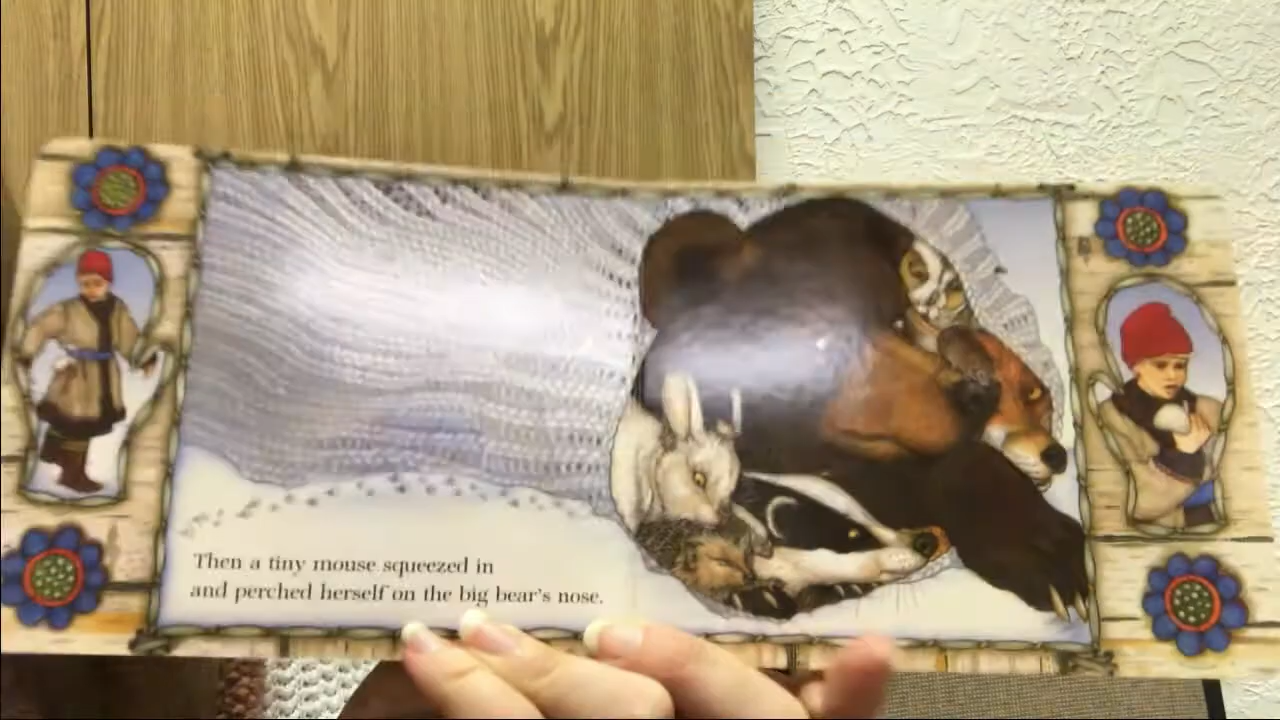 Then a tiny mouse squeezed in
and perched herself on the big bear's nose.